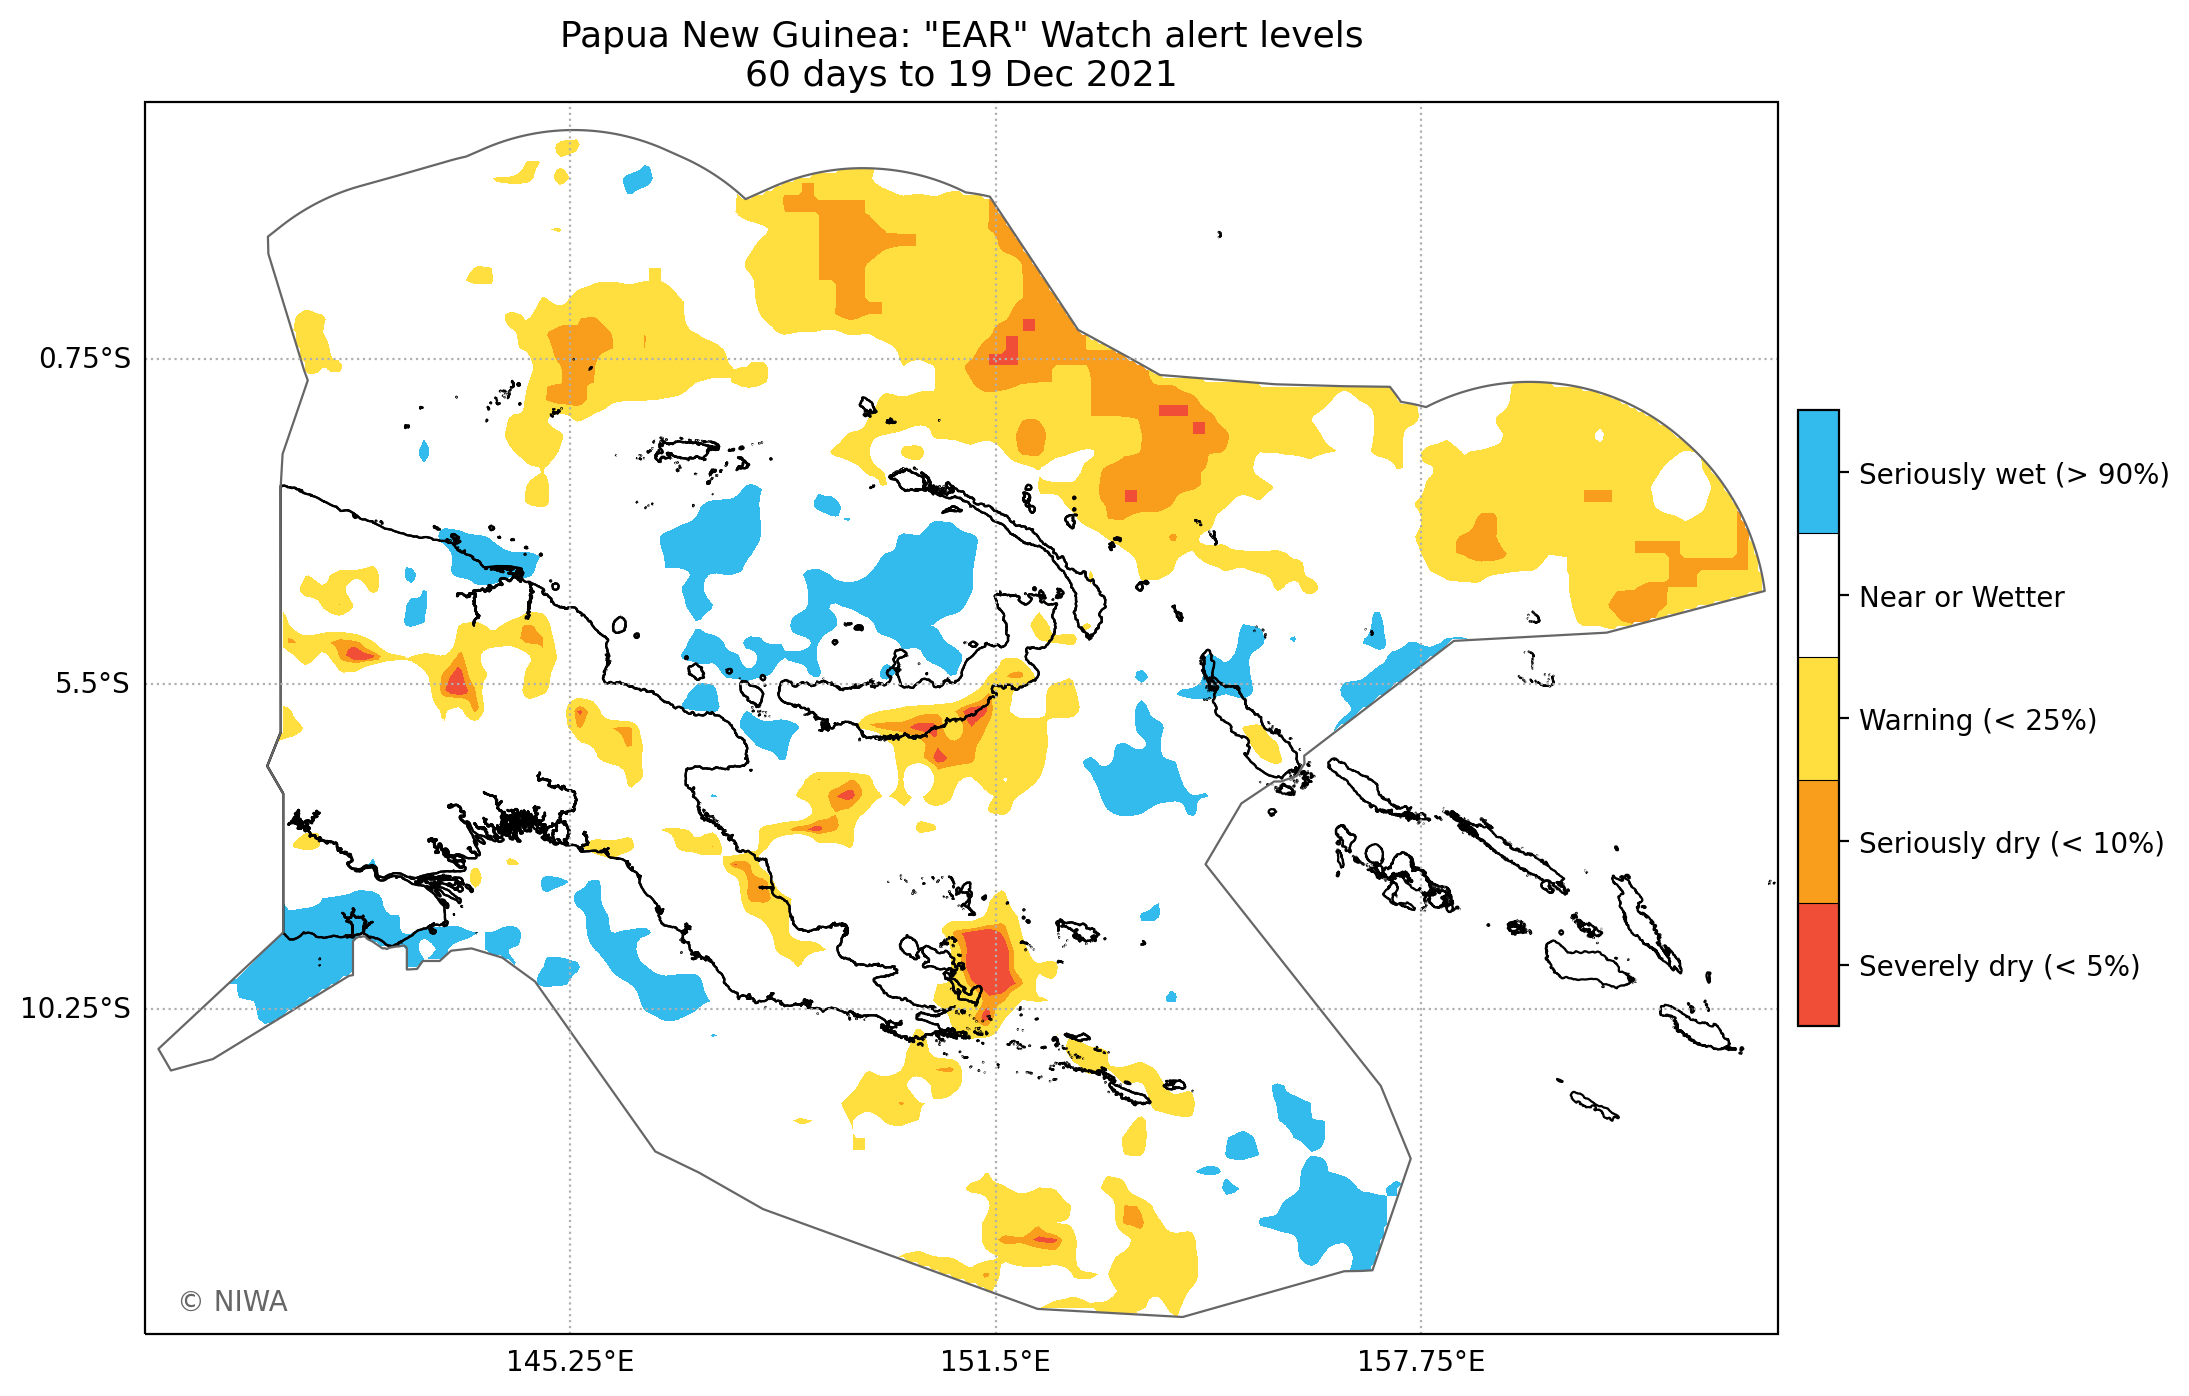 Papua New Guinea: "EAR" Watch alert levels
60 days to 19 Dec 2021
0.75°S
5.5°S
10.25°S
145.25°E
151.5°E
157.75°E
Seriously wet (> 90%)
Near or Wetter
Warning (< 25%)
Seriously dry (< 10%)
Severely dry (< 5%)
© NIWA